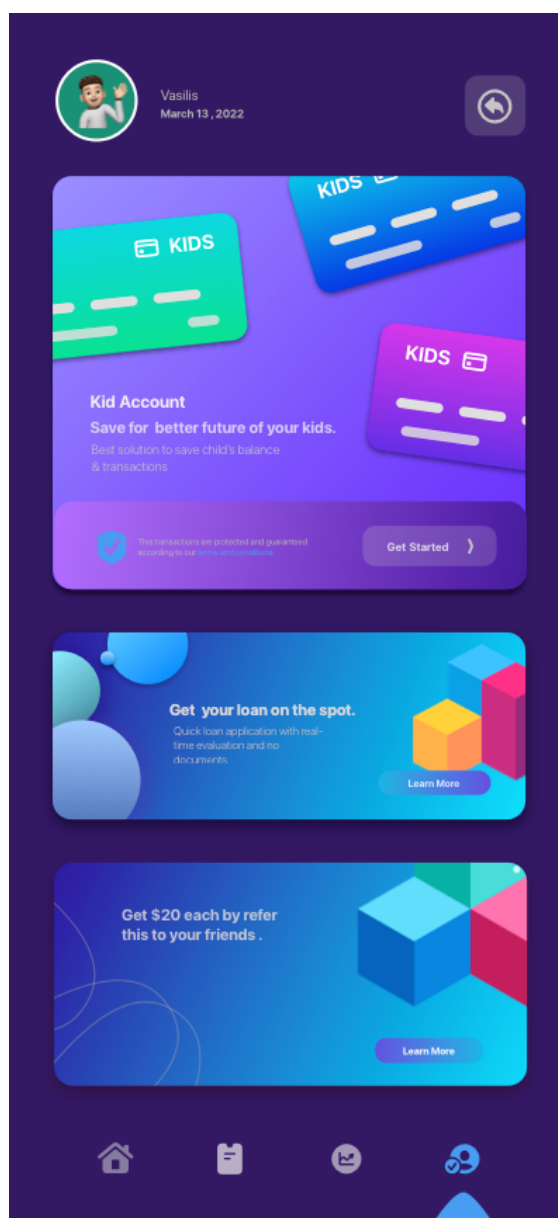 Vasilis
March 13 , 2022
KIDS
KIDS
KIDS
Kid Account
Save for better future of your kids.
Best solution to save child's balance
& transactions
This transactions are protected and guaranteed
according to our terms and conditions.
Get Started
Get your loan on the spot.
Quick loan application with real-
time evaluation and no
documents
Learn More
Get $20 each by refer
this to your friends .
Learn More